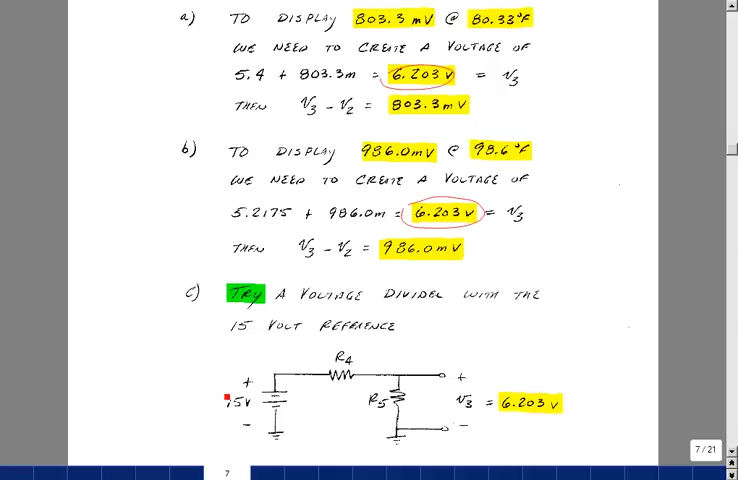 a) TO DISPLAY 803.3 mV @ 80.33°F
WE NEED TO CREATE A VOLTAGE OF
5.4 + 803.3m = 6.203 V = V3
THEN V3 - V2 = 803.3 mV
b) TO DISPLAY 986.0mV @ 98.6°F
WE NEED TO CREATE A VOLTAGE OF
5.2175 + 986.0m = 6.203 V = V3
THEN V3 - V2 = 986.0mV
c) TRY A VOLTAGE DIVIDER WITH THE
15 VOLT REFERENCE
R4
+ +
15V R5 V3 = 6.203 V
- -
7/21
7